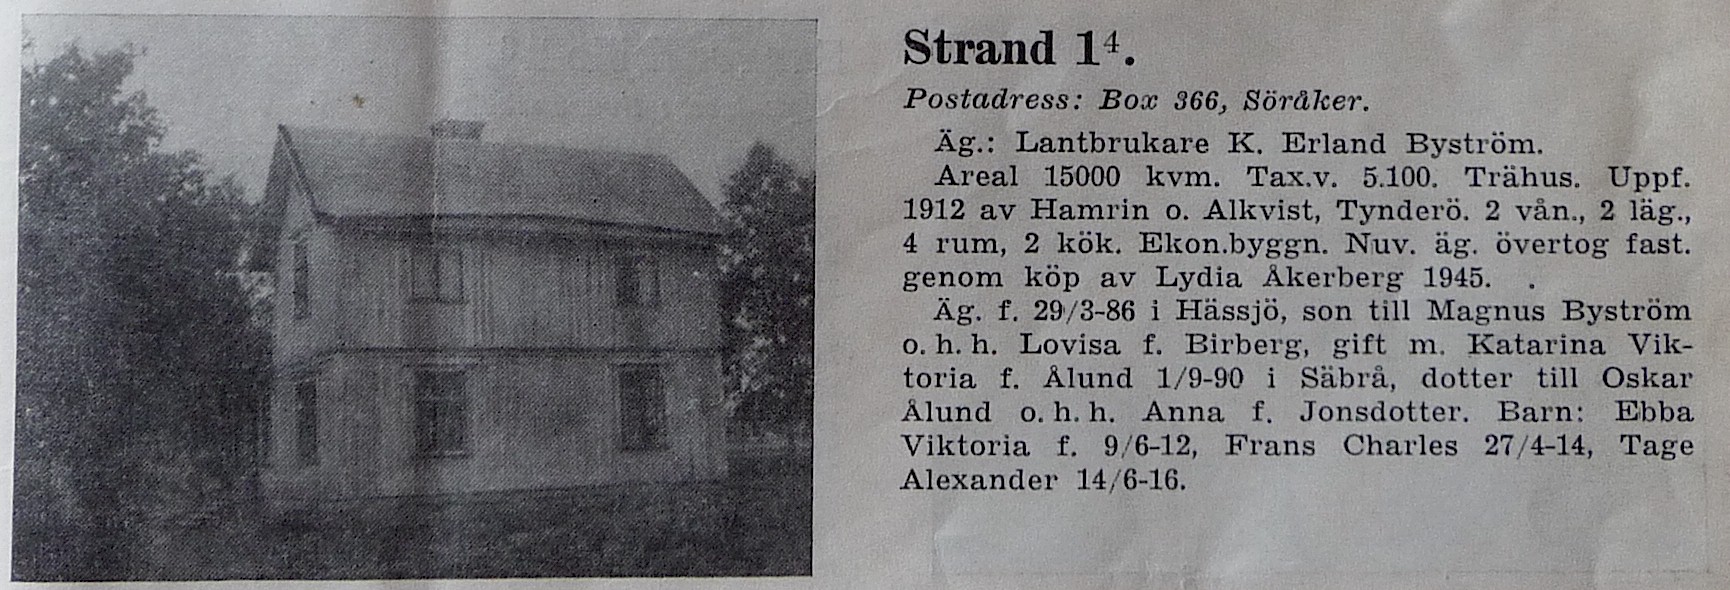 Strand 1⁴.
Postadress: Box 366, Söråker.
Äg.: Lantbrukare K. Erland Byström.
Areal 15000 kvm. Tax.v. 5.100. Trähus. Uppf.
1912 av Hamrin o. Alkvist, Tynderö. 2 vån., 2 läg.,
4 rum, 2 kök. Ekon.byggn. Nuv. äg. övertog fast.
genom köp av Lydia Åkerberg 1945.
Äg. f. 29/3-86 i Hässjö, son till Magnus Byström
o. h. h. Lovisa f. Birberg, gift m. Katarina Vik-
toria f. Ålund 1/9-90 i Säbrå, dotter till Oskar
Ålund o. h. h. Anna f. Jonsdotter. Barn: Ebba
Viktoria f. 9/6-12, Frans Charles 27/4-14, Tage
Alexander 14/6-16.